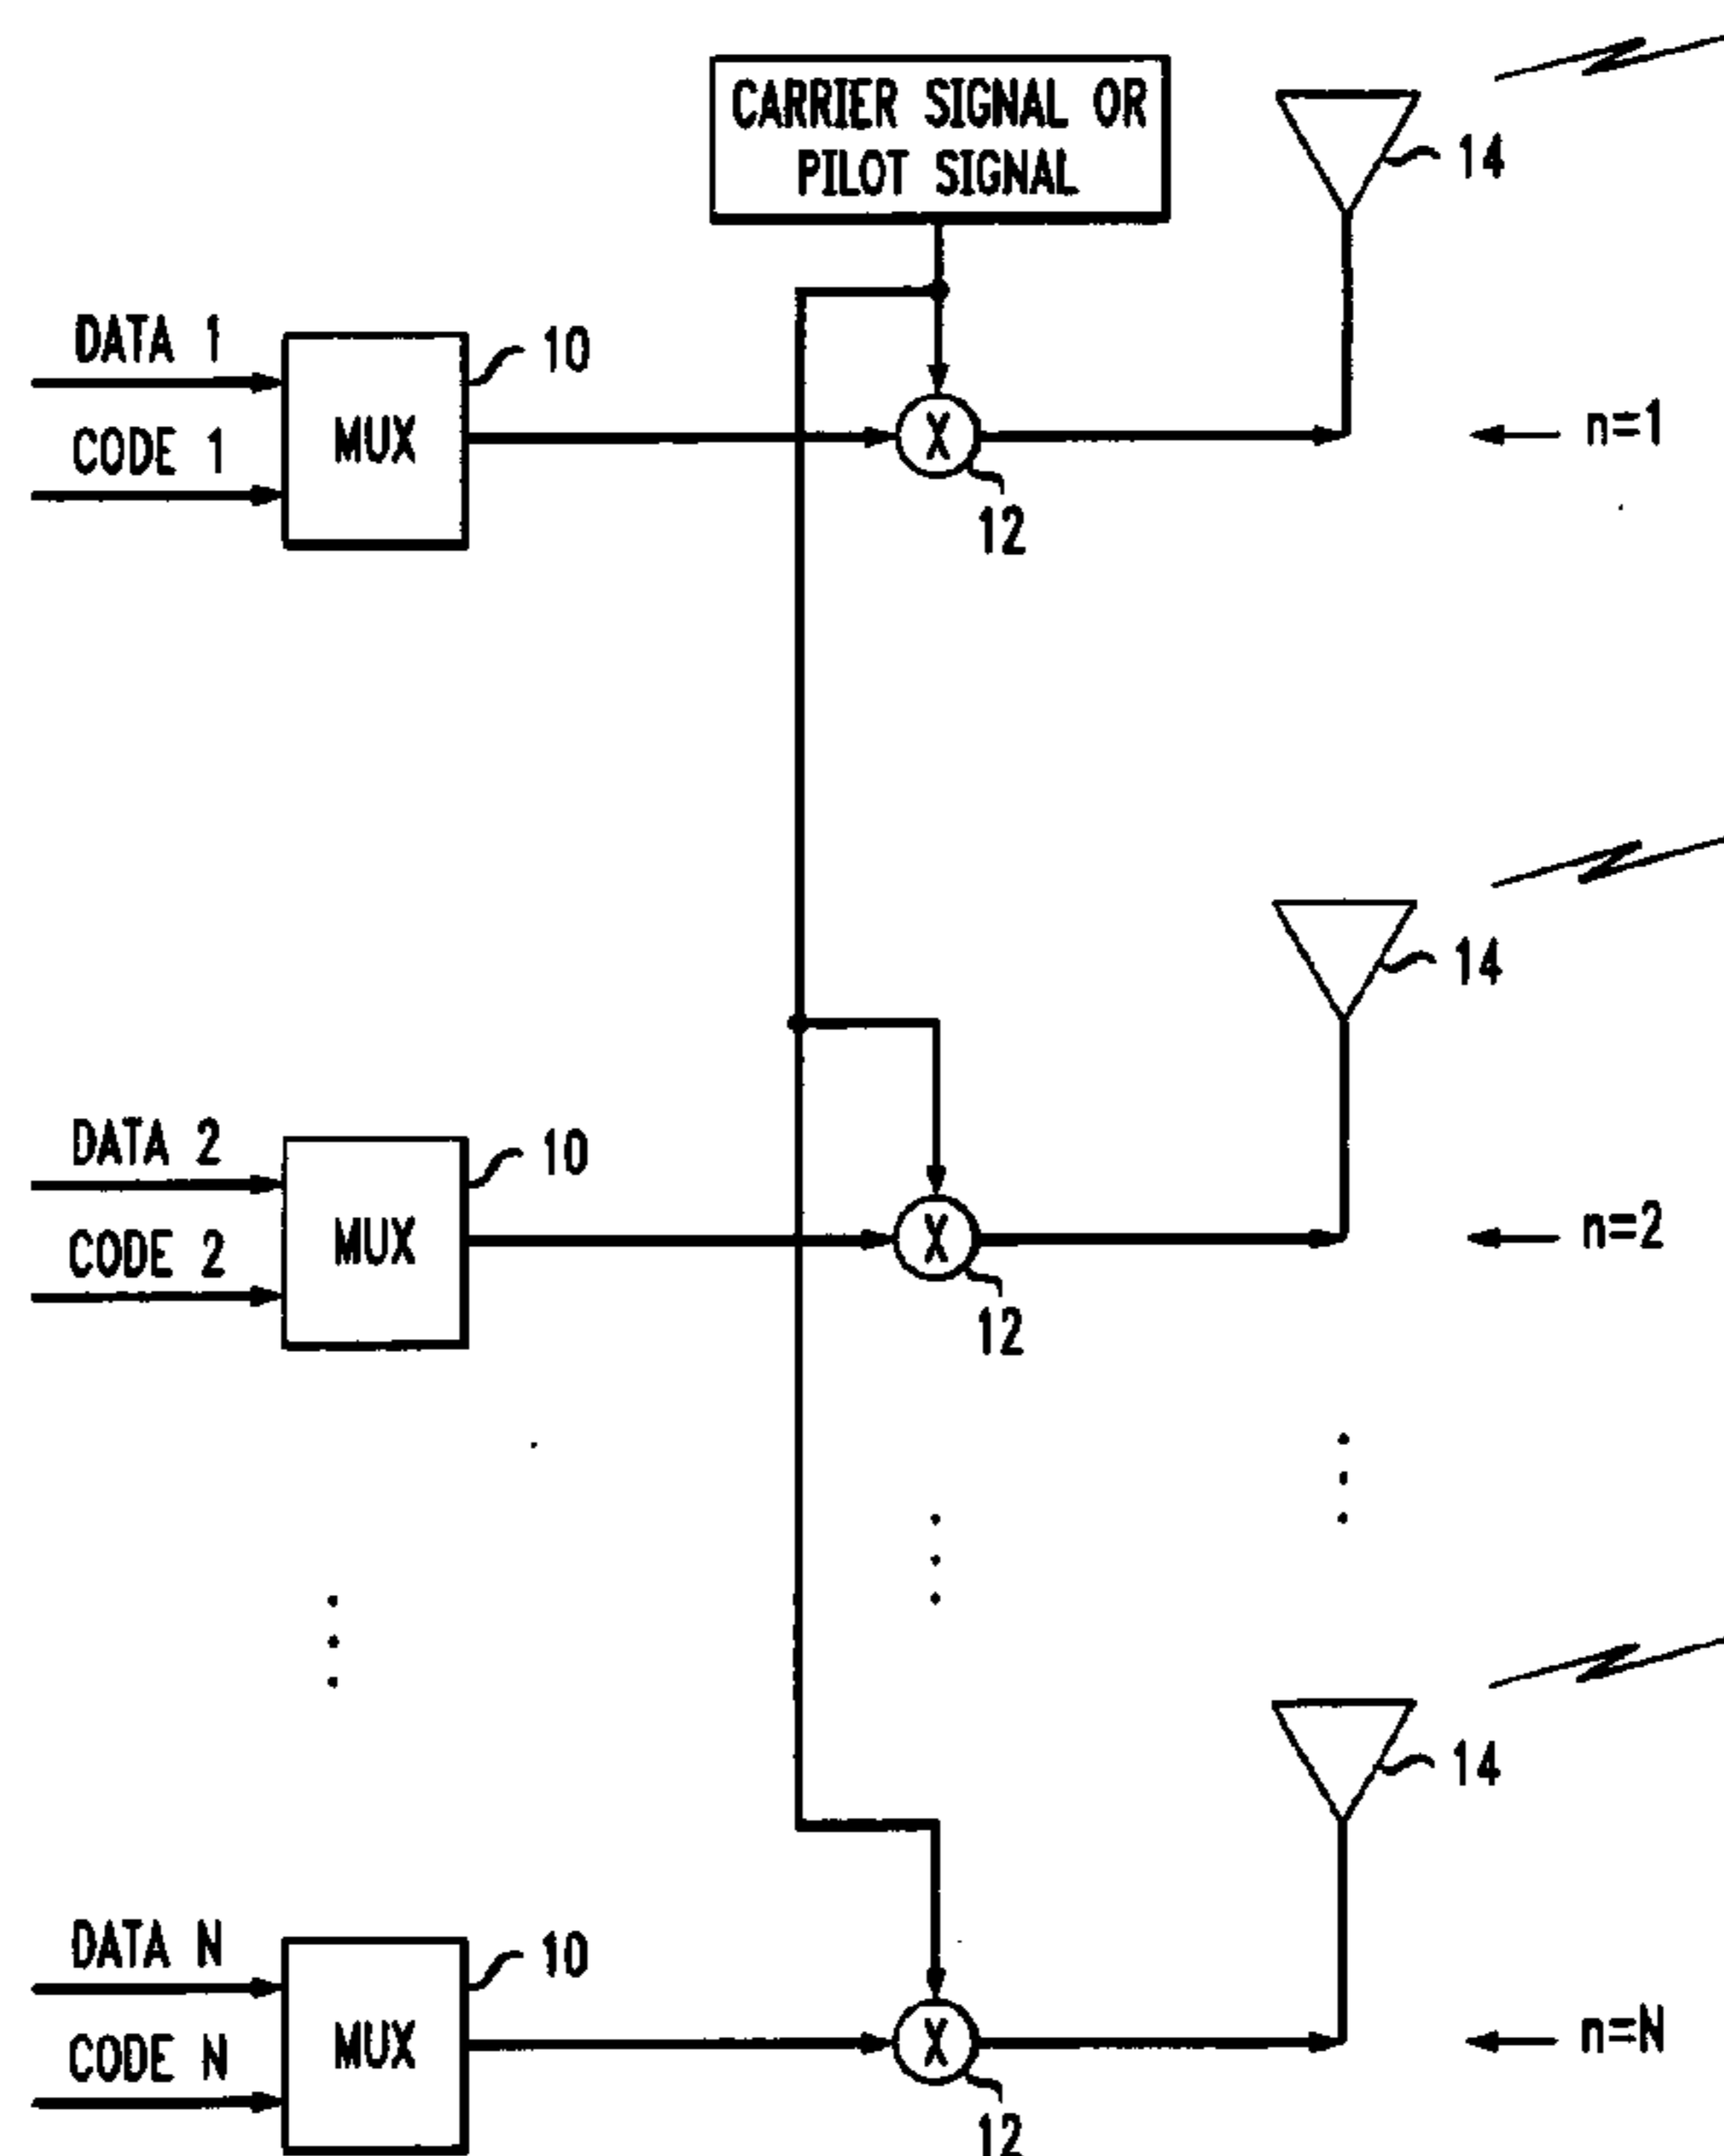 CARRIER SIGNAL OR
PILOT SIGNAL
14
DATA 1
10
CODE 1
MUX
X
n=1
12
14
DATA 2
10
CODE 2
MUX
X
n=2
12
14
DATA N
10
CODE N
MUX
X
n=N
12